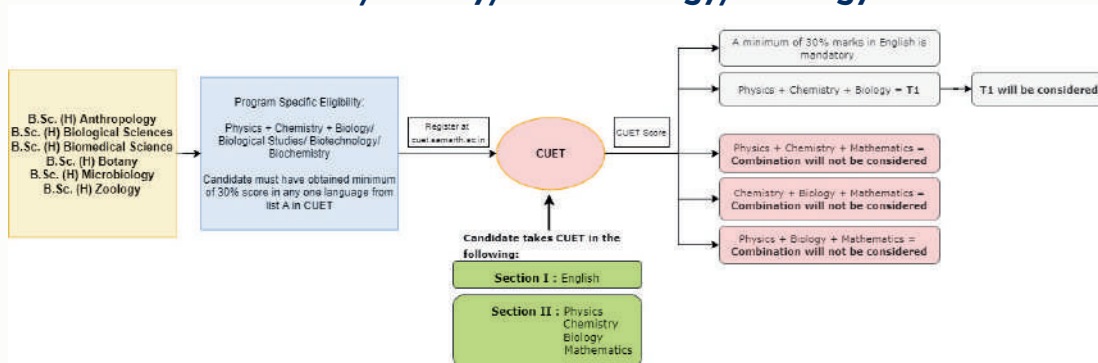 B.Sc. (H) Anthropology
B.Sc. (H) Biological Sciences
B.Sc. (H) Biomedical Science
B.Sc. (H) Botany
B.Sc. (H) Microbiology
B.Sc. (H) Zoology
Program Specific Eligibility:
Physics + Chemistry + Biology/
Biological Studies/ Biotechnology/
Biochemistry
Candidate must have obtained minimum
of 30% score in any one language from
list A in CUET
Register at
cuet.samarth.ac.in
CUET
CUET Score
Candidate takes CUET in the
following:
Section I : English
Section II : Physics
Chemistry
Biology
Mathematics
A minimum of 30% marks in English is
mandatory
Physics + Chemistry + Biology = T1
T1 will be considered
Physics + Chemistry + Mathematics =
Combination will not be considered
Chemistry + Biology + Mathematics =
Combination will not be considered
Physics + Biology + Mathematics =
Combination will not be considered